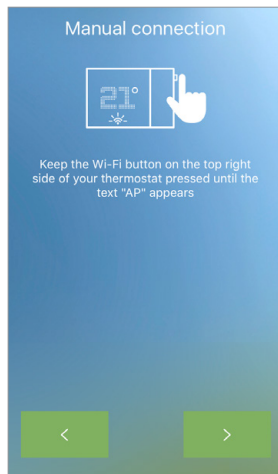 Manual connection
21°
Keep the Wi-Fi button on the top right
side of your thermostat pressed until the
text "AP" appears